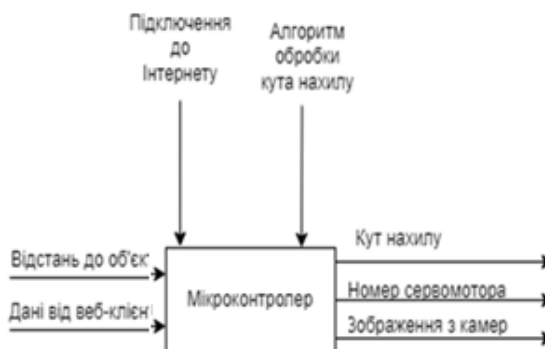 Підключення
до
Інтернету
Алгоритм
обробки
кута нахилу
Відстань до об'єк
Дані від веб-клієн
Мікроконтролер
Кут нахилу
Номер сервомотора
Зображення з камер